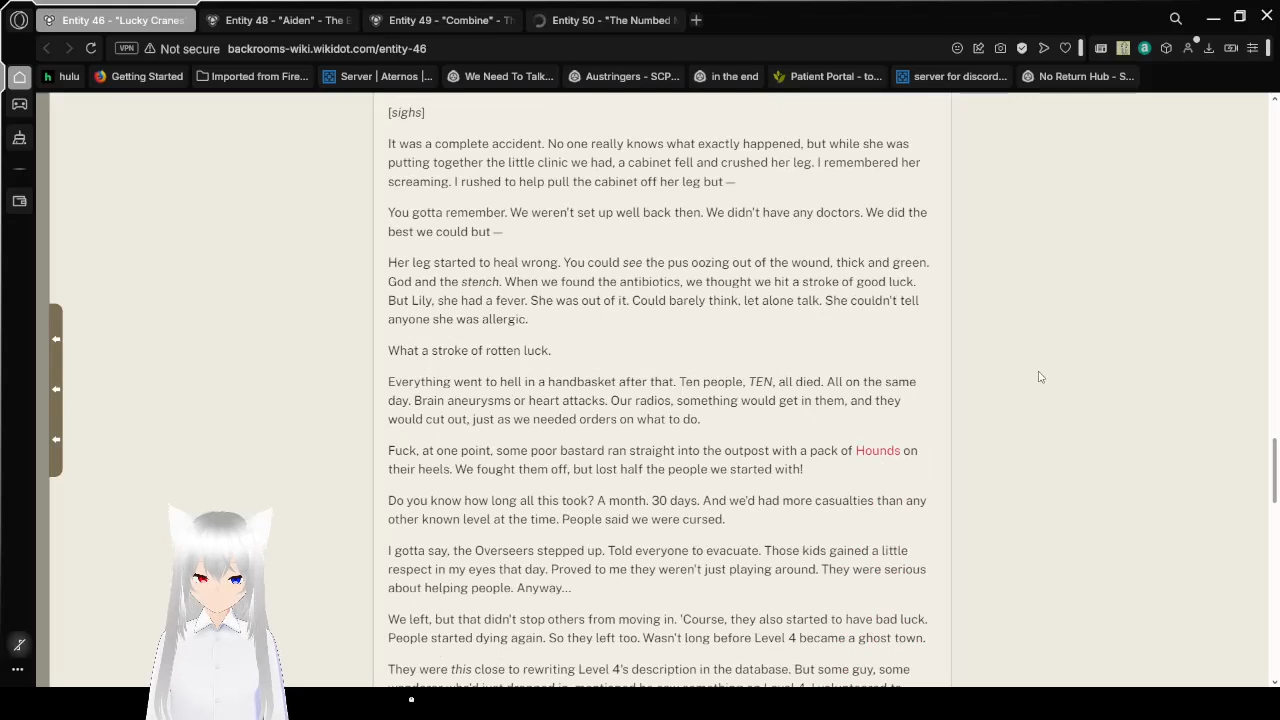 Entity 46 - "Lucky Cranes"
Entity 48 - "Aiden" - The B
Entity 49 - "Combine" - Th
Entity 50 - "The Numbed M
VPN
Not secure
backrooms-wiki.wikidot.com/entity-46
hulu
Getting Started
Imported from Fire...
Server | Aternos |...
We Need To Talk...
Austringers - SCP...
in the end
Patient Portal - to...
server for discord...
No Return Hub - S...
[sighs]
It was a complete accident. No one really knows what exactly happened, but while she was
putting together the little clinic we had, a cabinet fell and crushed her leg. I remembered her
screaming. I rushed to help pull the cabinet off her leg but —
You gotta remember. We weren't set up well back then. We didn't have any doctors. We did the
best we could but —
Her leg started to heal wrong. You could see the pus oozing out of the wound, thick and green.
God and the stench. When we found the antibiotics, we thought we hit a stroke of good luck.
But Lily, she had a fever. She was out of it. Could barely think, let alone talk. She couldn't tell
anyone she was allergic.
What a stroke of rotten luck.
Everything went to hell in a handbasket after that. Ten people, TEN, all died. All on the same
day. Brain aneurysms or heart attacks. Our radios, something would get in them, and they
would cut out, just as we needed orders on what to do.
Fuck, at one point, some poor bastard ran straight into the outpost with a pack of Hounds on
their heels. We fought them off, but lost half the people we started with!
Do you know how long all this took? A month. 30 days. And we'd had more casualties than any
other known level at the time. People said we were cursed.
I gotta say, the Overseers stepped up. Told everyone to evacuate. Those kids gained a little
respect in my eyes that day. Proved to me they weren't just playing around. They were serious
about helping people. Anyway...
We left, but that didn't stop others from moving in. 'Course, they also started to have bad luck.
People started dying again. So they left too. Wasn't long before Level 4 became a ghost town.
They were this close to rewriting Level 4's description in the database. But some guy, some